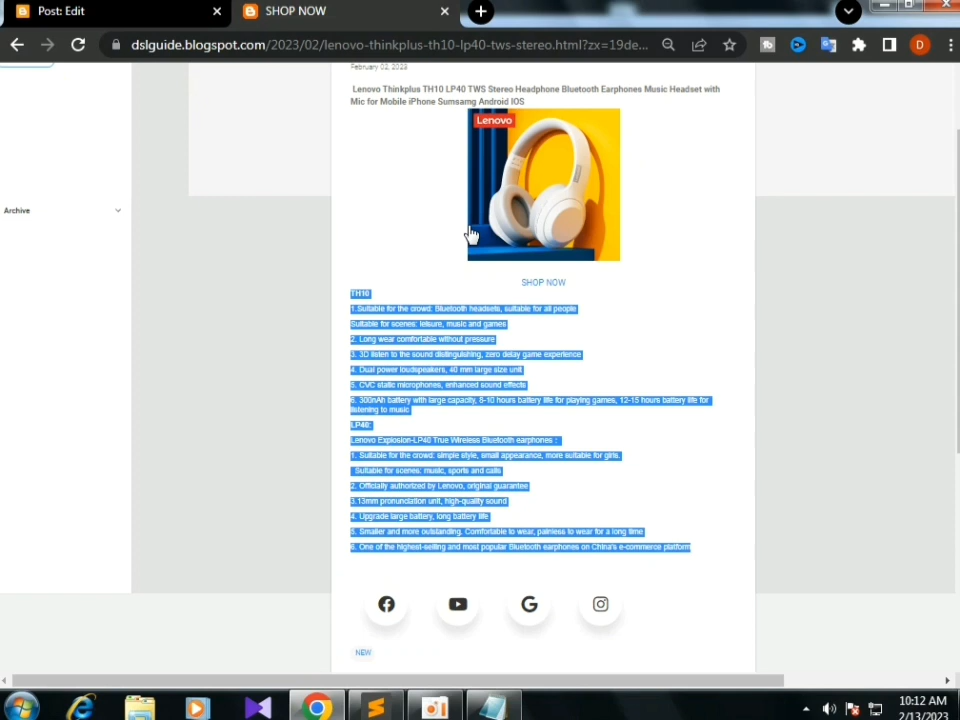 Post: Edit
SHOP NOW
dslguide.blogspot.com/2023/02/lenovo-thinkplus-th10-lp40-tws-stereo.html?zx=19de...
D
February 02, 2023
Lenovo Thinkplus TH10 LP40 TWS Stereo Headphone Bluetooth Earphones Music Headset with
Mic for Mobile iPhone Sumsamg Android IOS
Lenovo
Archive
SHOP NOW
TH10
1.Suitable for the crowd: Bluetooth headsets, suitable for all people
Suitable for scenes: leisure, music and games
2. Long wear comfortable without pressure
3. 3D listen to the sound distinguishing, zero delay game experience
4. Dual power loudspeakers, 40 mm large size unit
5. CVC static microphones, enhanced sound effects
6. 300nAh battery with large capacity, 8-10 hours battery life for playing games, 12-15 hours battery life for
listening to music
LP40:
Lenovo Explosion-LP40 True Wireless Bluetooth earphones：
1. Suitable for the crowd: simple style, small appearance, more suitable for girls.
Suitable for scenes: music, sports and calls
2. Officially authorized by Lenovo, original guarantee
3.13mm pronunciation unit, high-quality sound
4. Upgrade large battery, long battery life
5. Smaller and more outstanding. Comfortable to wear, painless to wear for a long time
6. One of the highest-selling and most popular Bluetooth earphones on China's e-commerce platform
NEW
10:12 AM
2/13/2023